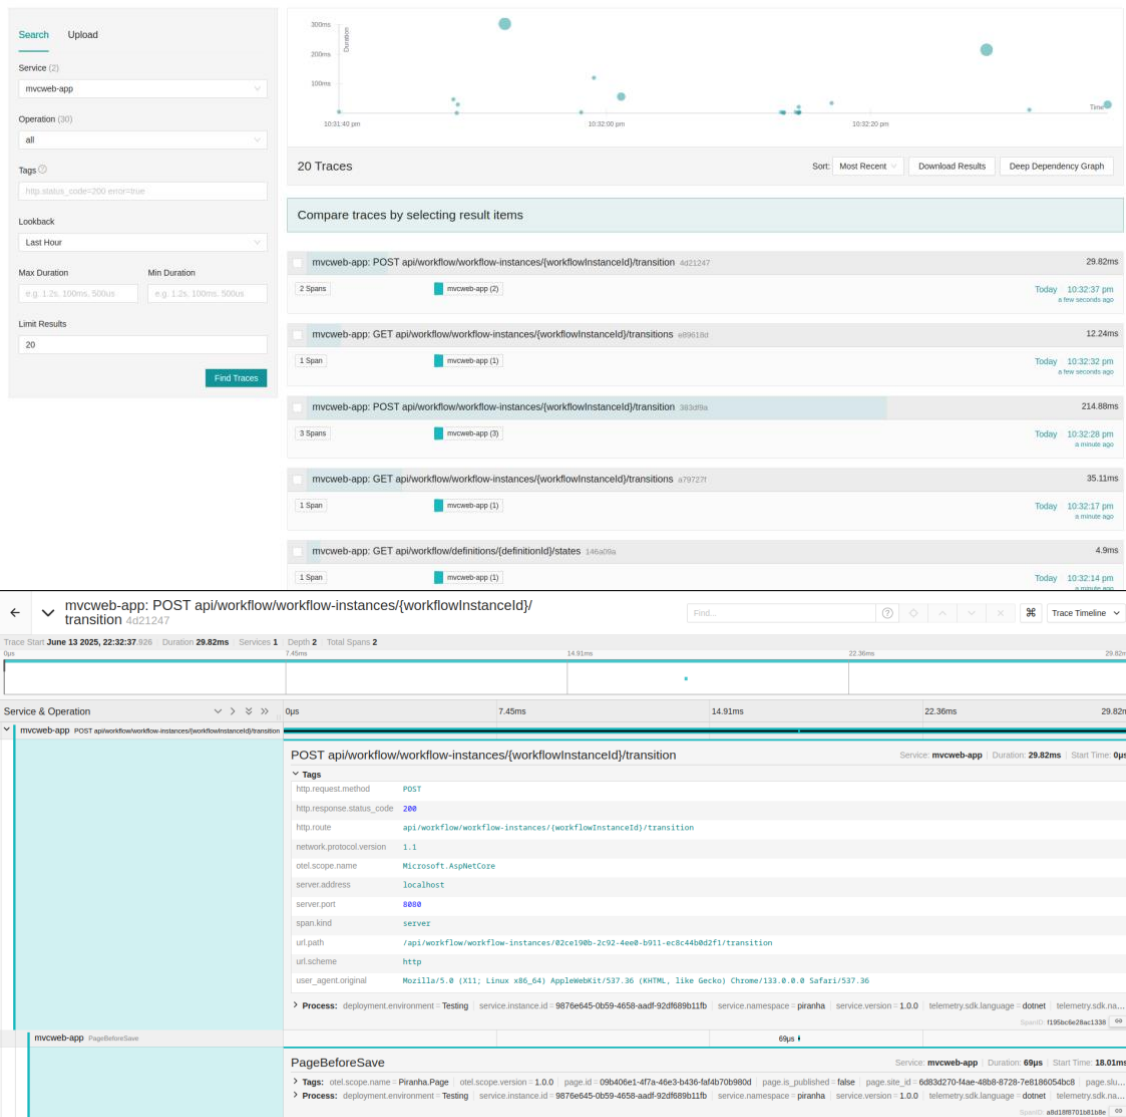 Search Upload
Service (2)
mvcweb-app
Operation (30)
all
Tags
http.status_code=200 error=true
Lookback
Last Hour
Max Duration Min Duration
e.g. 1.2s, 100ms, 500us e.g. 1.2s, 100ms, 500us
Limit Results
20
Find Traces
300ms
200ms
100ms
Duration
Time
10:31:40 pm 10:32:00 pm 10:32:20 pm
20 Traces Sort: Most Recent Download Results Deep Dependency Graph
Compare traces by selecting result items
mvcweb-app: POST api/workflow/workflow-instances/{workflowInstanceId}/transition 4d21247 29.82ms
2 Spans mvcweb-app (2) Today 10:32:37 pm
a few seconds ago
mvcweb-app: GET api/workflow/workflow-instances/{workflowInstanceId}/transitions e89618d 12.24ms
1 Span mvcweb-app (1) Today 10:32:32 pm
a few seconds ago
mvcweb-app: POST api/workflow/workflow-instances/{workflowInstanceId}/transition 383df8a 214.88ms
3 Spans mvcweb-app (3) Today 10:32:28 pm
a minute ago
mvcweb-app: GET api/workflow/workflow-instances/{workflowInstanceId}/transitions a79727f 35.11ms
1 Span mvcweb-app (1) Today 10:32:17 pm
a minute ago
mvcweb-app: GET api/workflow/definitions/{definitionId}/states 146a09a 4.9ms
1 Span mvcweb-app (1) Today 10:32:14 pm
a minute ago
mvcweb-app: POST api/workflow/workflow-instances/{workflowInstanceId}/
transition 4d21247
Find... Trace Timeline
Trace Start June 13 2025, 22:32:37.926 Duration 29.82ms Services 1 Depth 2 Total Spans 2
0μs 7.45ms 14.91ms 22.36ms 29.82m
Service & Operation 0μs 7.45ms 14.91ms 22.36ms 29.82m
mvcweb-app POST api/workflow/workflow-instances/{workflowInstanceId}/transition
POST api/workflow/workflow-instances/{workflowInstanceId}/transition Service: mvcweb-app Duration: 29.82ms Start Time: 0μs
Tags
http.request.method POST
http.response.status_code 200
http.route api/workflow/workflow-instances/{workflowInstanceId}/transition
network.protocol.version 1.1
otel.scope.name Microsoft.AspNetCore
server.address localhost
server.port 8080
span.kind server
url.path /api/workflow/workflow-instances/02ce190b-2c92-4ee0-b911-ec8c44b0d2f1/transition
url.scheme http
user_agent.original Mozilla/5.0 (X11; Linux x86_64) AppleWebKit/537.36 (KHTML, like Gecko) Chrome/133.0.0.0 Safari/537.36
Process: deployment.environment = Testing service.instance.id = 9876e645-0b59-4658-aadf-92df689b11fb service.namespace = piranha service.version = 1.0.0 telemetry.sdk.language = dotnet telemetry.sdk.na...
SpanID: f195bc6e28ac1338
mvcweb-app PageBeforeSave 69μs
PageBeforeSave Service: mvcweb-app Duration: 69μs Start Time: 18.01ms
Tags: otel.scope.name = Piranha.Page otel.scope.version = 1.0.0 page.id = 09b406e1-4f7a-46e3-b436-faf4b70b980d page.is_published = false page.site_id = 6d83d270-f4ae-48b8-8728-7e8186054bc8 page.slu...
Process: deployment.environment = Testing service.instance.id = 9876e645-0b59-4658-aadf-92df689b11fb service.namespace = piranha service.version = 1.0.0 telemetry.sdk.language = dotnet telemetry.sdk.na...
SpanID: a8d18f8701b81b8e